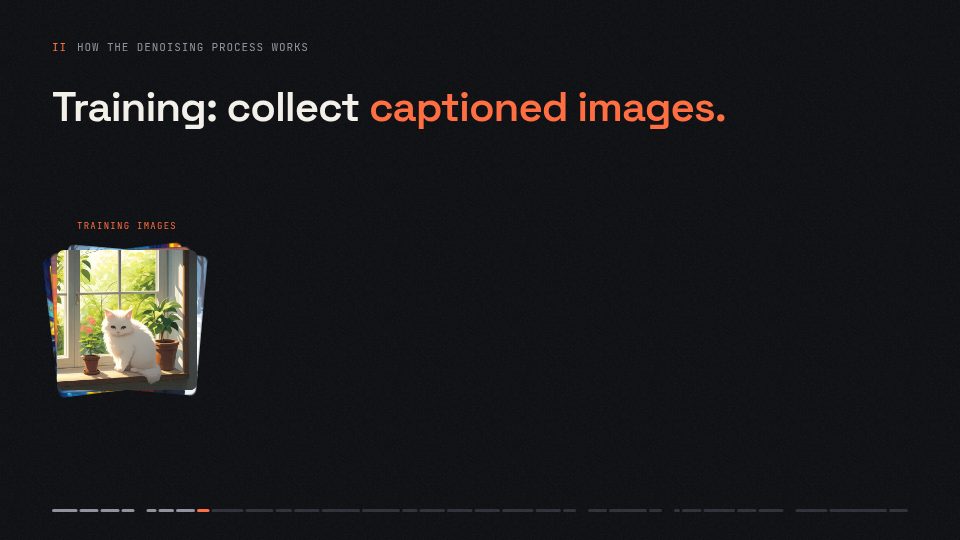 II HOW THE DENOISING PROCESS WORKS
Training: collect captioned images.
TRAINING IMAGES